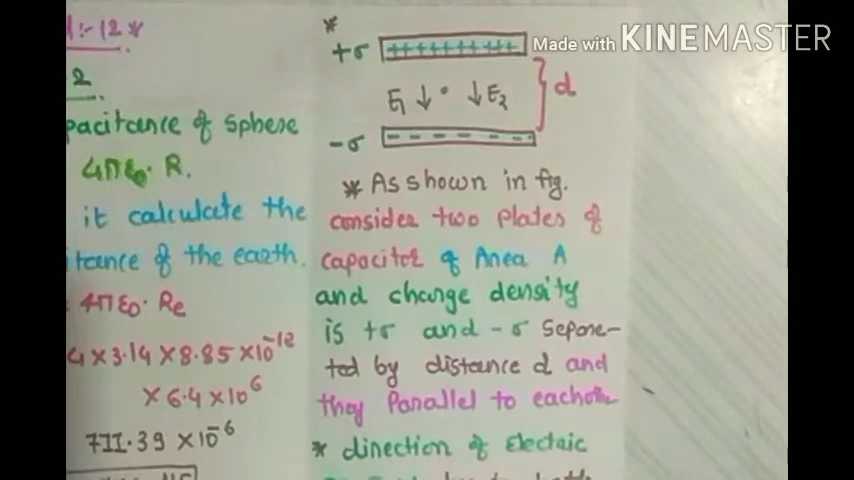 :-12*
2
pacitance of sphere
4πε0·R.
it calculate the
itance of the earth.
4πε0·Re
4×3.14×8.85×10^-12
×6.4×10^6
711.39×10^-6
*
+σ +++++++++
E1 ↓ · ↓E2 d
-σ - - - - - - -
* As shown in fig.
consider two plates of
capacitor of Area A
and charge density
is +σ and -σ Sepera-
ted by distance d and
they Parallel to eachother
* direction of Electric
Made with KINEMASTER